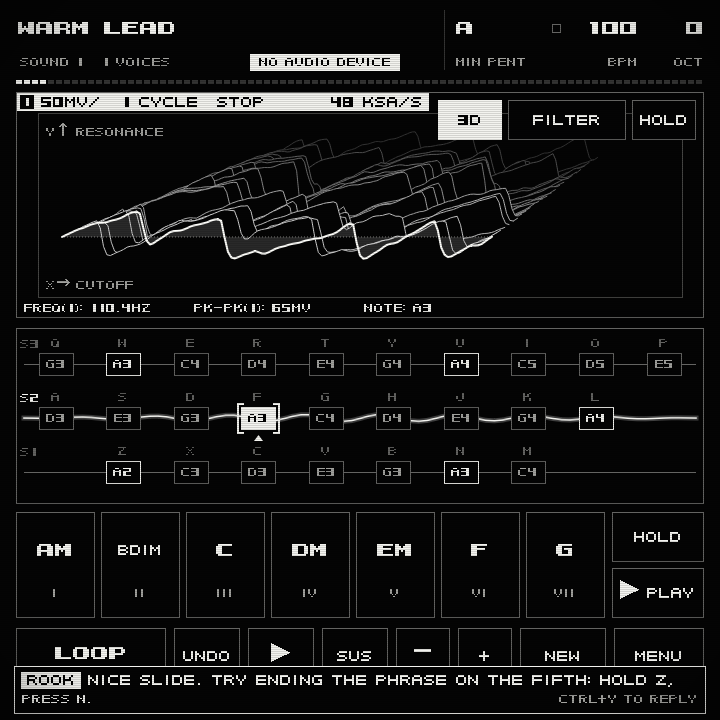 WARM LEAD A 100 0
SOUND 1 1 VOICES NO AUDIO DEVICE MIN PENT BPM OCT
1 50MV/ 1 CYCLE STOP 48 KSA/S 3D FILTER HOLD
Y↑ RESONANCE
X→ CUTOFF
FREQ(1): 110.4HZ PK-PK(1): 65MV NOTE: A3
S3 Q W E R T Y U I O P
G3 A3 C4 D4 E4 G4 A4 C5 D5 E5
S2 A S D F G H J K L
D3 E3 G3 A3 C4 D4 E4 G4 A4
S1 Z X C V B N M
A2 C3 D3 E3 G3 A3 C4
AM BDIM C DM EM F G HOLD
I II III IV V VI VII PLAY
LOOP UNDO SUS − + NEW MENU
ROOK NICE SLIDE. TRY ENDING THE PHRASE ON THE FIFTH: HOLD Z,
PRESS N. CTRL+Y TO REPLY